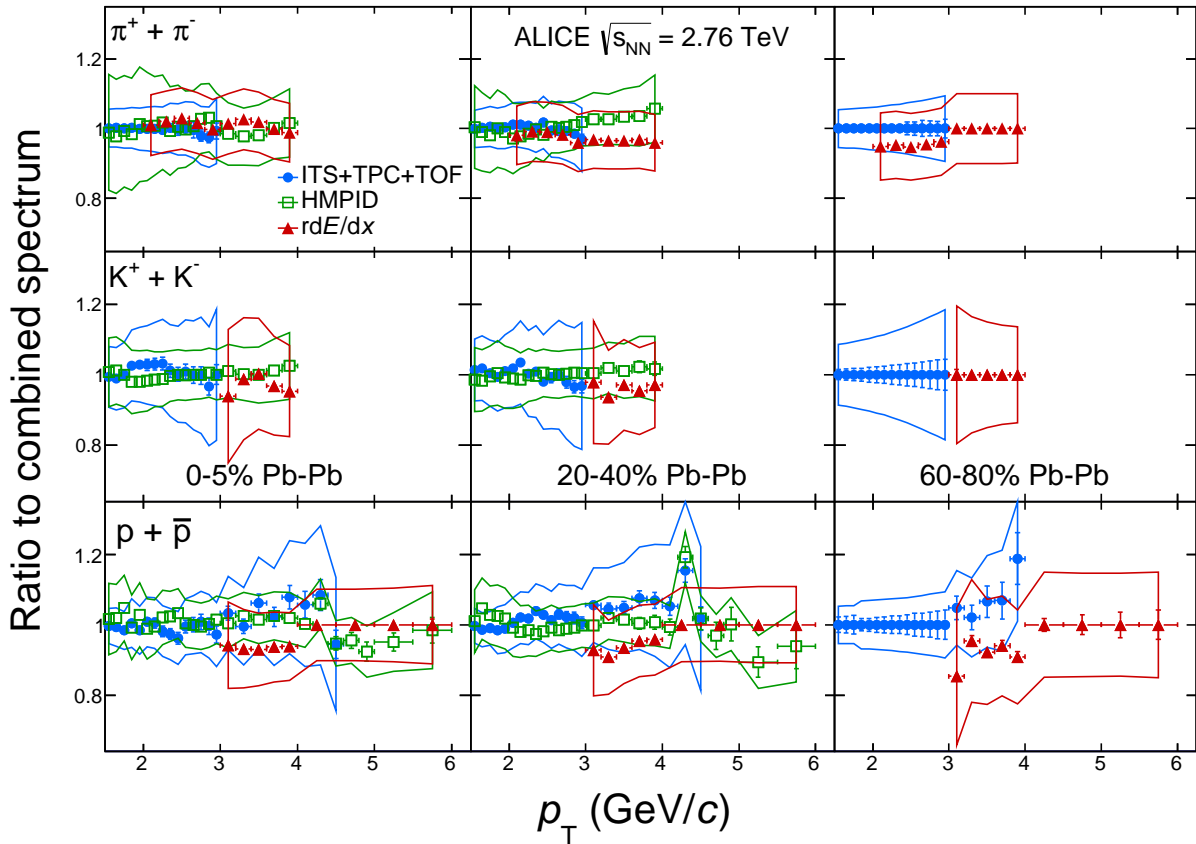 π⁺ + π⁻
ALICE √sNN = 2.76 TeV
1.2
1
0.8
ITS+TPC+TOF
HMPID
rdE/dx
Ratio to combined spectrum
K⁺ + K⁻
1.2
1
0.8
0-5% Pb-Pb
20-40% Pb-Pb
60-80% Pb-Pb
p + p̅
1.2
1
0.8
2 3 4 5 6 2 3 4 5 6 2 3 4 5 6
pT (GeV/c)